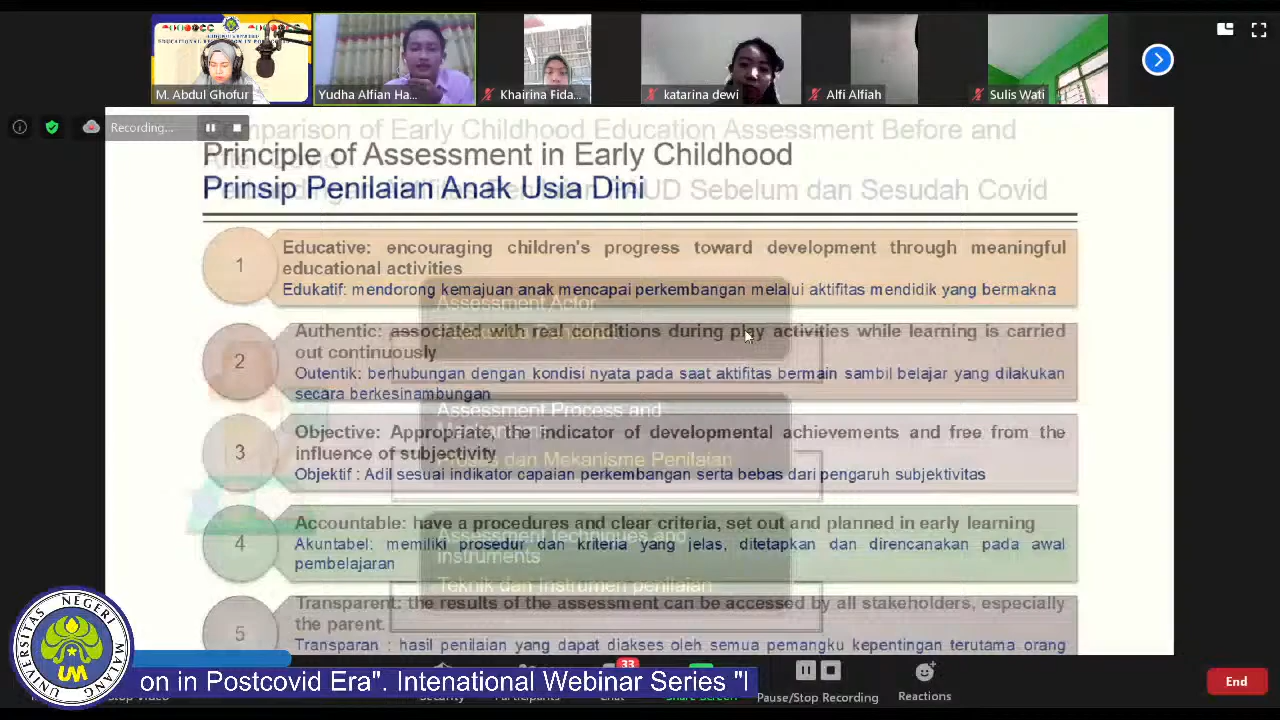 M. Abdul Ghofur
Yudha Alfian Ha...
Khairina Fida...
katarina dewi
Alfi Alfiah
Sulis Wati
Recording...
Comparison of Early Childhood Education Assessment Before and
Principle of Assessment in Early Childhood
Prinsip Penilaian Anak Usia Dini
PAUD Sebelum dan Sesudah Covid
1
Educative: encouraging children's progress toward development through meaningful
educational activities
Edukatif: mendorong kemajuan anak mencapai perkembangan melalui aktifitas mendidik yang bermakna
Assessment Actor
2
Authentic: associated with real conditions during play activities while learning is carried
out continuously
Outentik: berhubungan dengan kondisi nyata pada saat aktifitas bermain sambil belajar yang dilakukan
secara berkesinambungan
Assessment Process and
Mechanisms
3
Objective: Appropriate, the indicator of developmental achievements and free from the
influence of subjectivity
Proses dan Mekanisme Penilaian
Objektif : Adil sesuai indikator capaian perkembangan serta bebas dari pengaruh subjektivitas
4
Accountable: have a procedures and clear criteria, set out and planned in early learning
Assessment techniques and
instruments
Akuntabel: memiliki prosedur dan kriteria yang jelas, ditetapkan dan direncanakan pada awal
pembelajaran
Teknik dan Instrumen penilaian
5
Transparent: the results of the assessment can be accessed by all stakeholders, especially
the parent.
Transparan : hasil penilaian yang dapat diakses oleh semua pemangku kepentingan terutama orang
UNIVERSITAS NEGERI MALANG
UM
33
on in Postcovid Era". Intenational Webinar Series "I
Pause/Stop Recording
Reactions
End